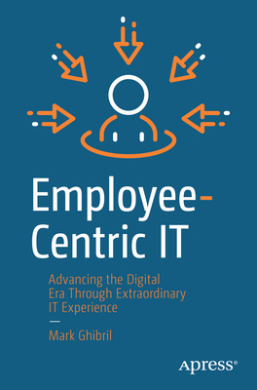 Employee-
Centric IT
Advancing the Digital
Era Through Extraordinary
IT Experience
Mark Ghibril
Apress®